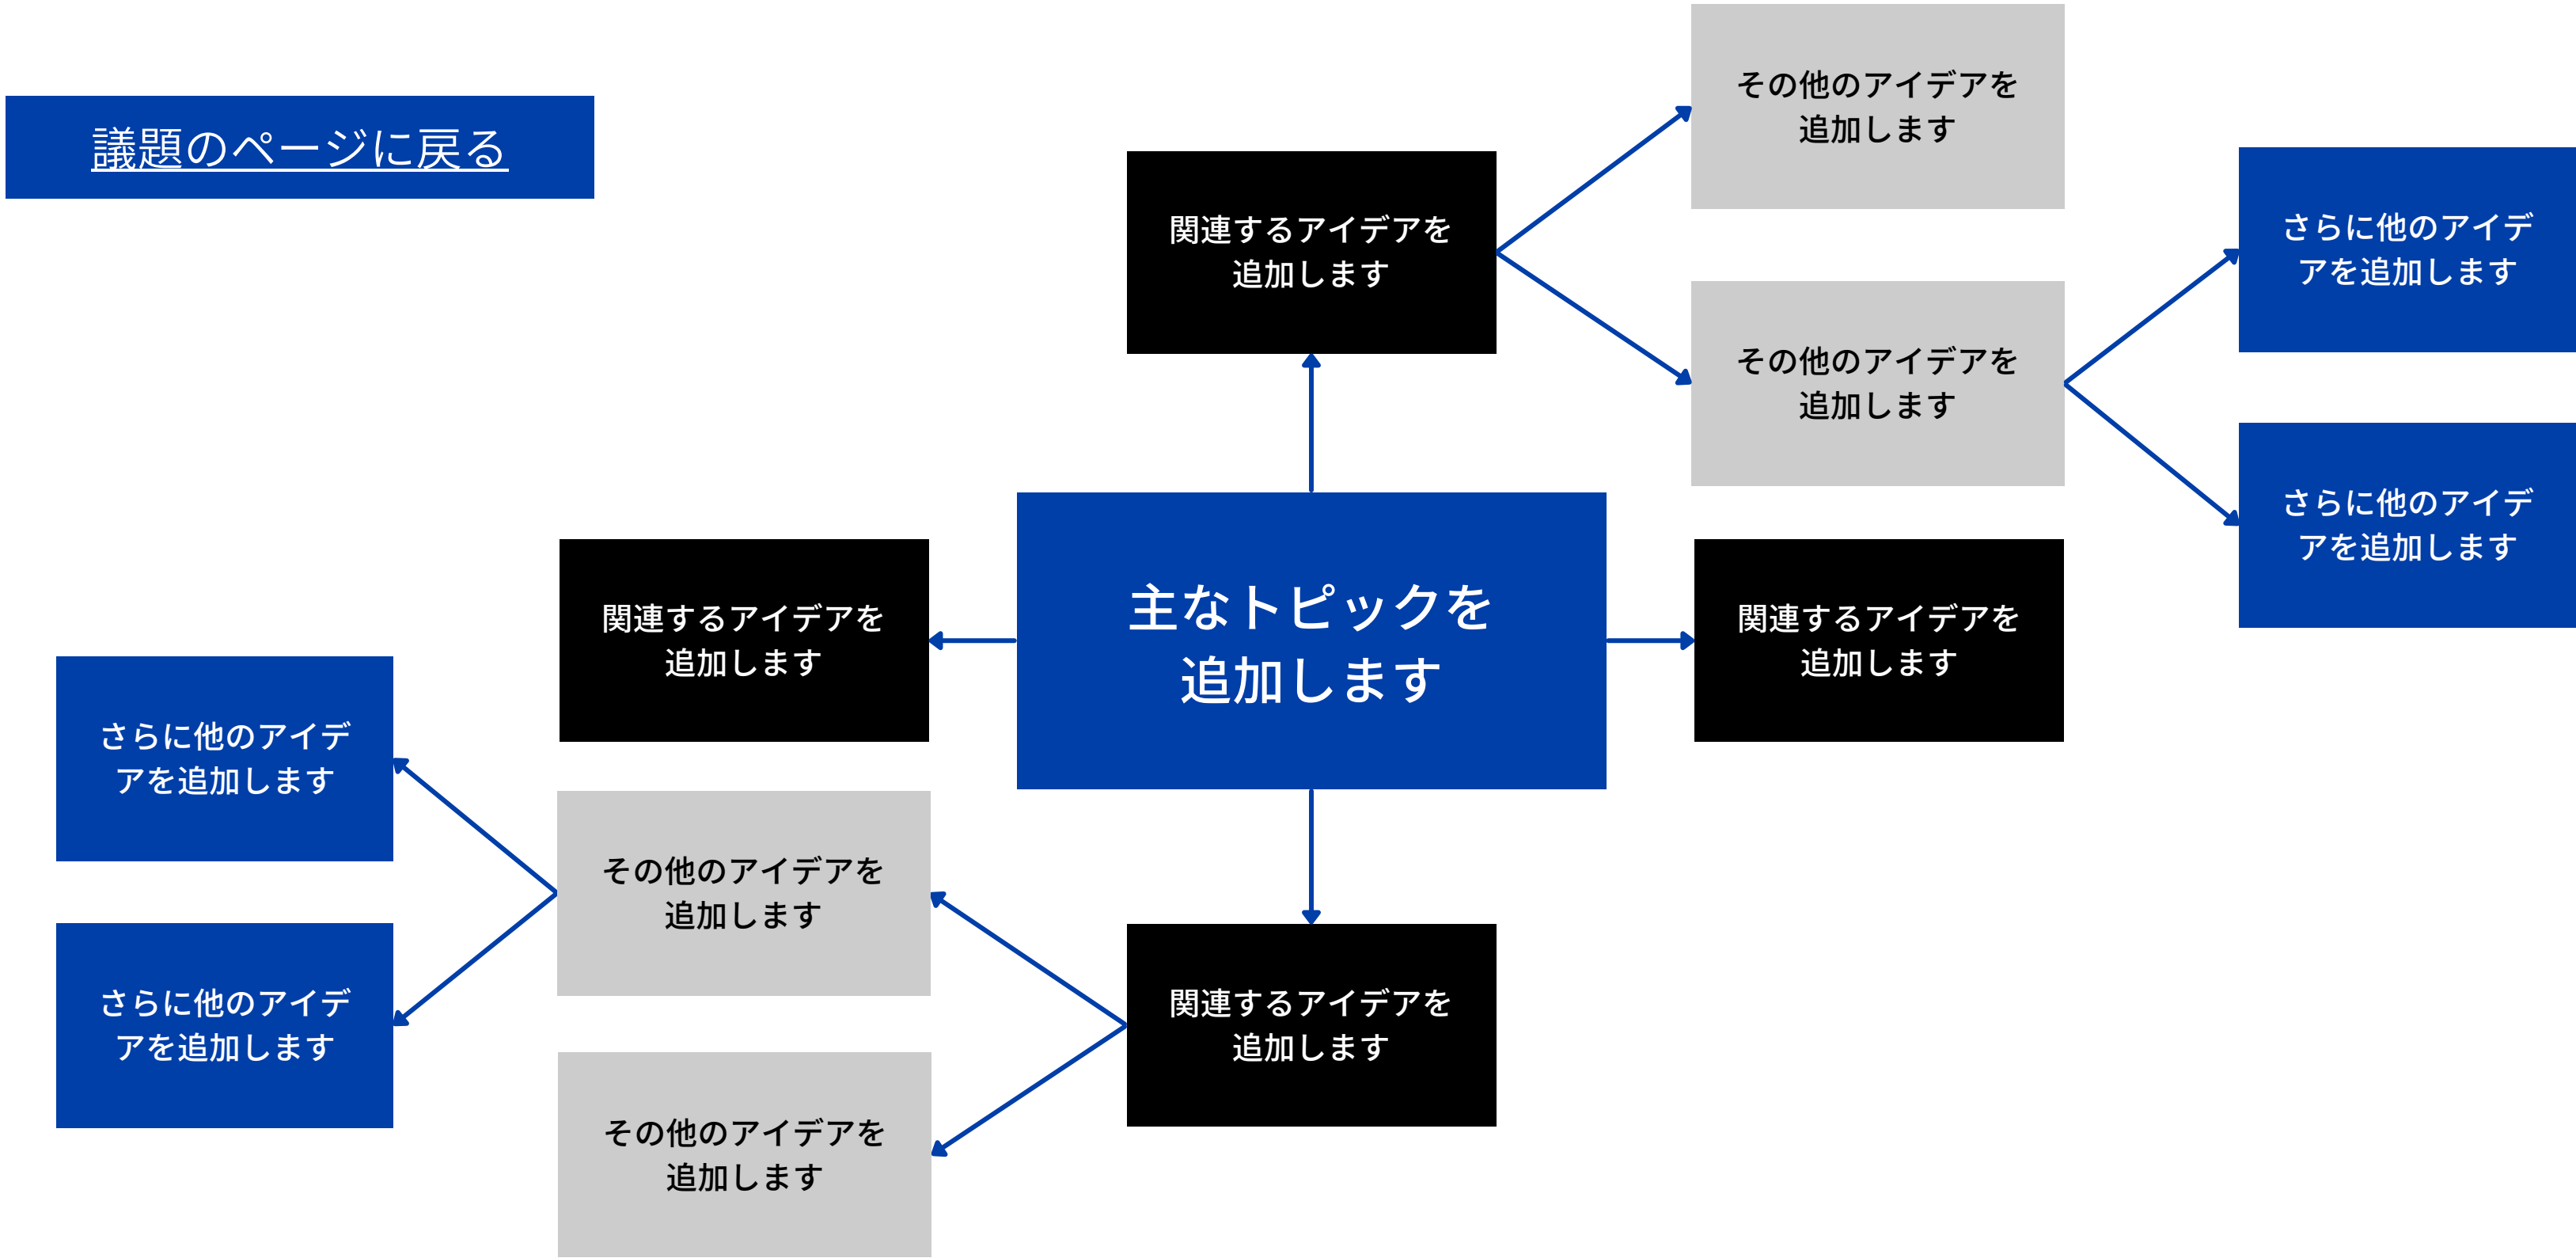 議題のページに戻る
その他のアイデアを
追加します
関連するアイデアを
追加します
さらに他のアイデ
アを追加します
その他のアイデアを
追加します
さらに他のアイデ
アを追加します
関連するアイデアを
追加します
主なトピックを
追加します
関連するアイデアを
追加します
さらに他のアイデ
アを追加します
その他のアイデアを
追加します
さらに他のアイデ
アを追加します
関連するアイデアを
追加します
その他のアイデアを
追加します